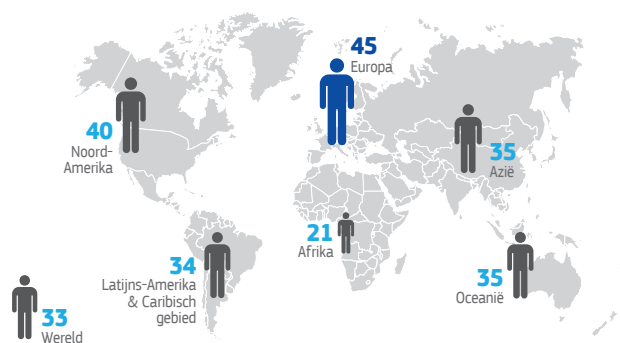 45
Europa
40
Noord-
Amerika
35
Azië
21
Afrika
34
Latijns-Amerika
& Caribisch
gebied
35
Oceanië
33
Wereld